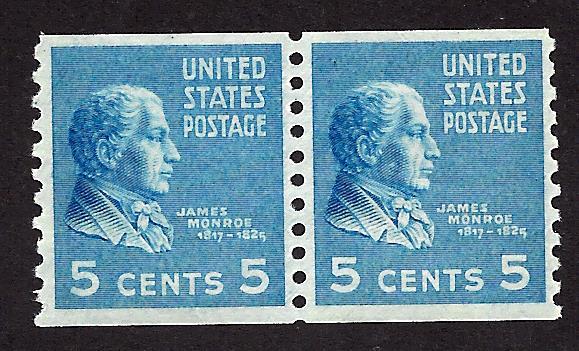 UNITED
STATES
POSTAGE
JAMES
MONROE
1817-1825
5 CENTS 5
UNITED
STATES
POSTAGE
JAMES
MONROE
1817-1825
5 CENTS 5